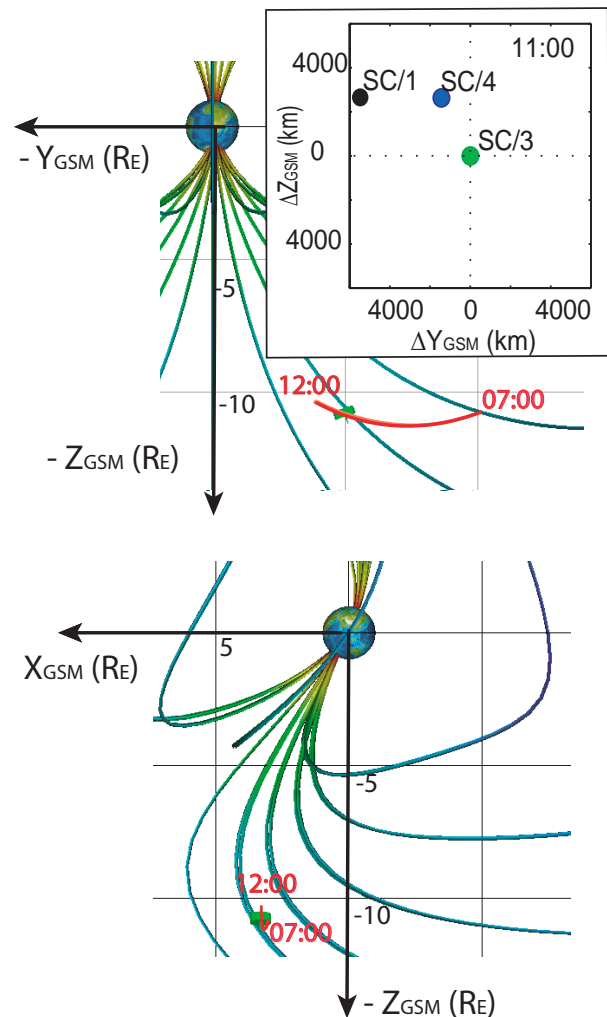 4000
11:00
SC/1
SC/4
SC/3
0
4000
ΔZGSM (km)
4000
0
4000
ΔYGSM (km)
- YGSM (RE)
-5
12:00
07:00
-10
- ZGSM (RE)
5
XGSM (RE)
-5
12:00
-10
07:00
- ZGSM (RE)